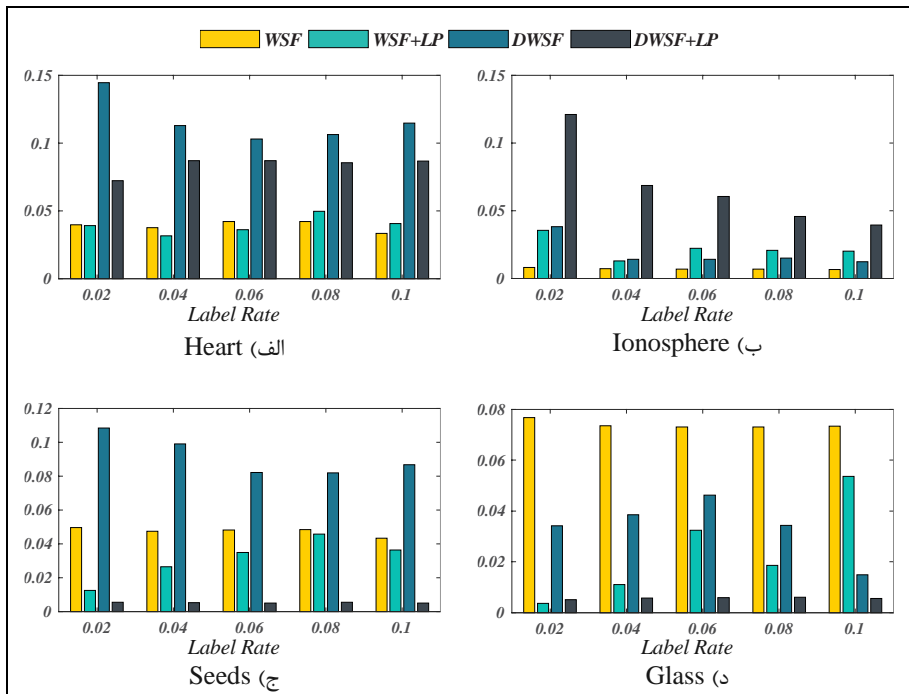 WSF WSF+LP DWSF DWSF+LP
0.15
0.1
0.05
0
0.02 0.04 0.06 0.08 0.1
Label Rate
الف) Heart
0.15
0.1
0.05
0
0.02 0.04 0.06 0.08 0.1
Label Rate
ب) Ionosphere
0.12
0.1
0.08
0.06
0.04
0.02
0
0.02 0.04 0.06 0.08 0.1
Label Rate
ج) Seeds
0.08
0.06
0.04
0.02
0
0.02 0.04 0.06 0.08 0.1
Label Rate
د) Glass